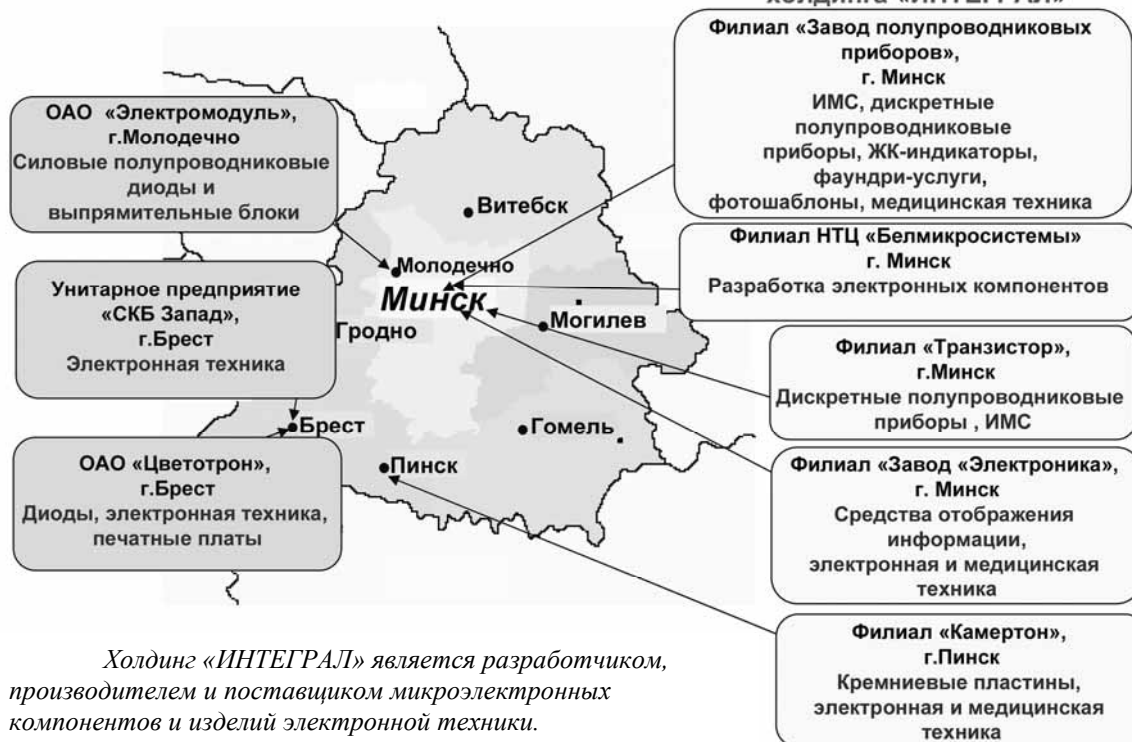 холдинга «ИНТЕГРАЛ»
Филиал «Завод полупроводниковых
приборов»,
г. Минск
ИМС, дискретные
полупроводниковые
приборы, ЖК-индикаторы,
фаундри-услуги,
фотошаблоны, медицинская техника
ОАО «Электромодуль»,
г.Молодечно
Силовые полупроводниковые
диоды и
выпрямительные блоки
Витебск
Филиал НТЦ «Белмикросистемы»
г. Минск
Разработка электронных компонентов
Молодечно
Минск
Унитарное предприятие
«СКБ Запад»,
г.Брест
Электронная техника
Гродно
Могилев
Филиал «Транзистор»,
г.Минск
Дискретные полупроводниковые
приборы , ИМС
Брест
Гомель
Пинск
ОАО «Цветотрон»,
г.Брест
Диоды, электронная техника,
печатные платы
Филиал «Завод «Электроника»,
г. Минск
Средства отображения
информации,
электронная и медицинская
техника
Филиал «Камертон»,
г.Пинск
Кремниевые пластины,
электронная и медицинская
техника
Холдинг «ИНТЕГРАЛ» является разработчиком,
производителем и поставщиком микроэлектронных
компонентов и изделий электронной техники.